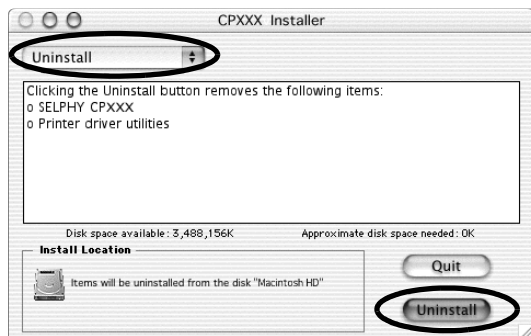 CPXXX Installer
Uninstall
Clicking the Uninstall button removes the following items:
o SELPHY CPXXX
o Printer driver utilities
Disk space available: 3,488,156K
Approximate disk space needed: 0K
Install Location
Items will be uninstalled from the disk "Macintosh HD"
Quit
Uninstall